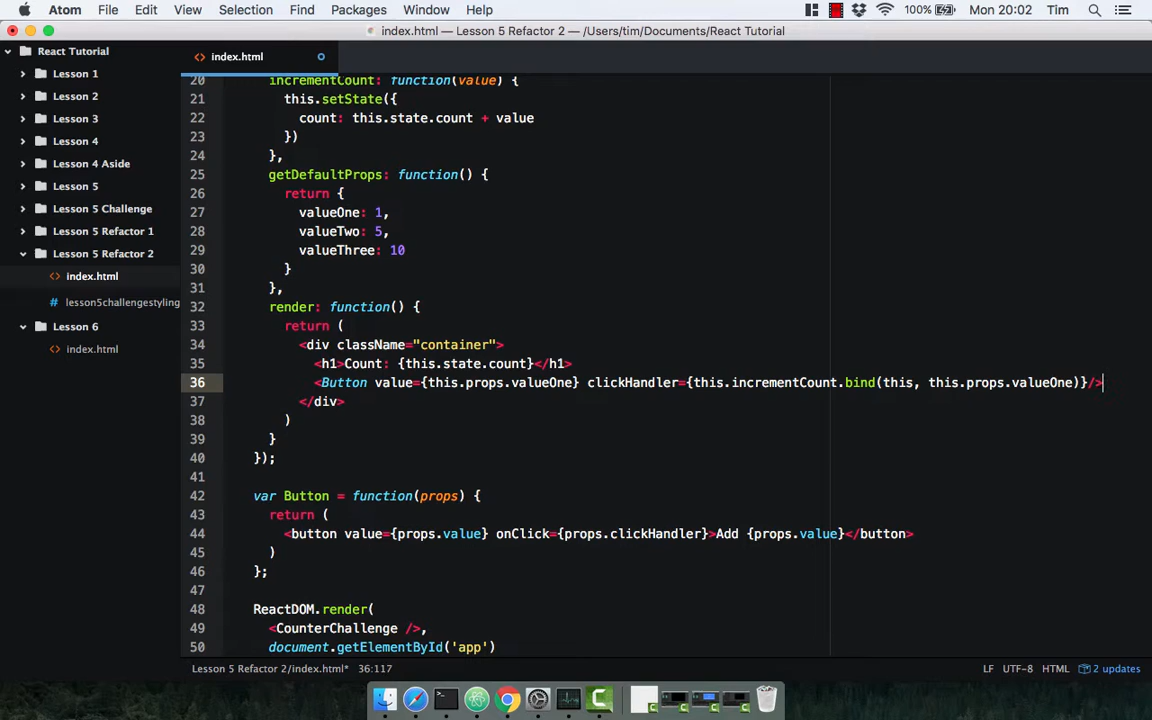 Atom File Edit View Selection Find Packages Window Help 100% Mon 20:02 Tim
index.html — Lesson 5 Refactor 2 — /Users/tim/Documents/React Tutorial
React Tutorial
Lesson 1
Lesson 2
Lesson 3
Lesson 4
Lesson 4 Aside
Lesson 5
Lesson 5 Challenge
Lesson 5 Refactor 1
Lesson 5 Refactor 2
index.html
lesson5challengestyling
Lesson 6
index.html
index.html
20 incrementCount: function(value) {
21 this.setState({
22 count: this.state.count + value
23 })
24 },
25 getDefaultProps: function() {
26 return {
27 valueOne: 1,
28 valueTwo: 5,
29 valueThree: 10
30 }
31 },
32 render: function() {
33 return (
34 <div className="container">
35 <h1>Count: {this.state.count}</h1>
36 <Button value={this.props.valueOne} clickHandler={this.incrementCount.bind(this, this.props.valueOne)}/>
37 </div>
38 )
39 }
40 });
41
42 var Button = function(props) {
43 return (
44 <button value={props.value} onClick={props.clickHandler}>Add {props.value}</button>
45 )
46 };
47
48 ReactDOM.render(
49 <CounterChallenge />,
50 document.getElementById('app')
Lesson 5 Refactor 2/index.html* 36:117 LF UTF-8 HTML 2 updates